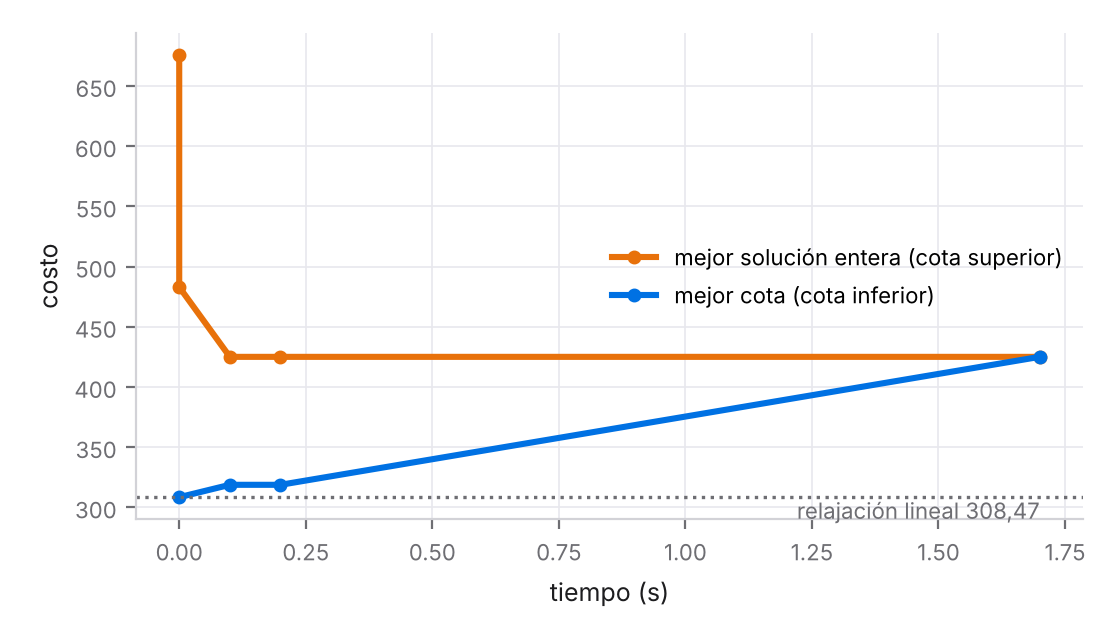 650
600
550
500
450
400
350
300
costo
mejor solución entera (cota superior)
mejor cota (cota inferior)
relajación lineal 308,47
0.00 0.25 0.50 0.75 1.00 1.25 1.50 1.75
tiempo (s)